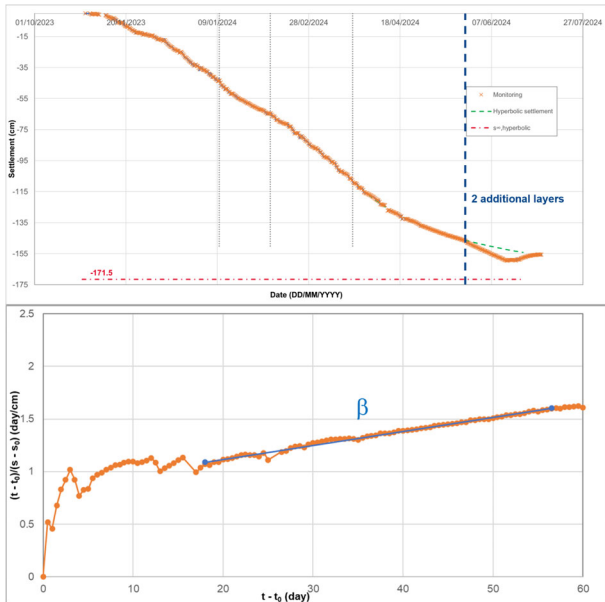 01/10/2023 20/11/2023 09/01/2024 28/02/2024 18/04/2024 07/06/2024 27/07/2024
-15
-35
-55
-75
-95
-115
-135
-155
-175
Settlement (cm)
Monitoring
Hyperbolic settlement
s∞,hyperbolic
2 additional layers
-171.5
Date (DD/MM/YYYY)
2.5
2
1.5
1
0.5
0
(t - t₀)/(s - s₀) (day/cm)
β
0 10 20 30 40 50 60
t - t₀ (day)